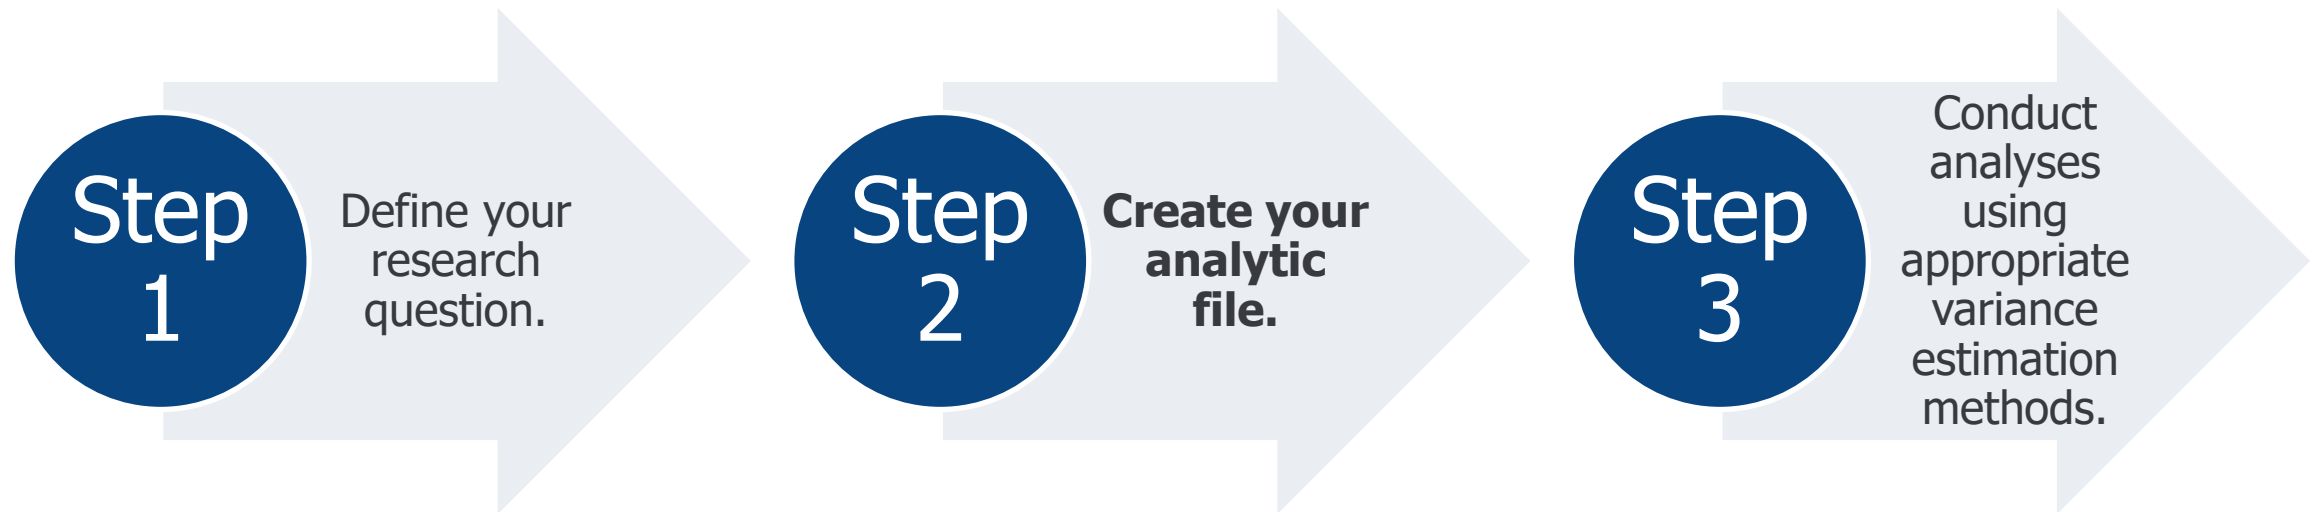 Step
1
Define your
research
question.
Step
2
Create your
analytic
file.
Step
3
Conduct
analyses
using
appropriate
variance
estimation
methods.